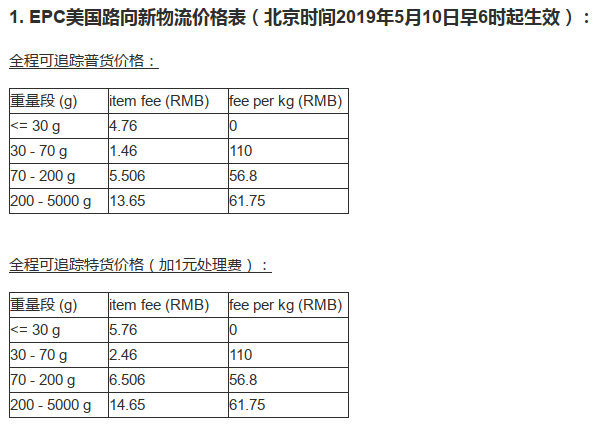 1. EPC美国路向新物流价格表（北京时间2019年5月10日早6时起生效）：
全程可追踪普货价格：
重量段 (g) item fee (RMB) fee per kg (RMB)
<= 30 g 4.76 0
30 - 70 g 1.46 110
70 - 200 g 5.506 56.8
200 - 5000 g 13.65 61.75
全程可追踪特货价格（加1元处理费）：
重量段 (g) item fee (RMB) fee per kg (RMB)
<= 30 g 5.76 0
30 - 70 g 2.46 110
70 - 200 g 6.506 56.8
200 - 5000 g 14.65 61.75